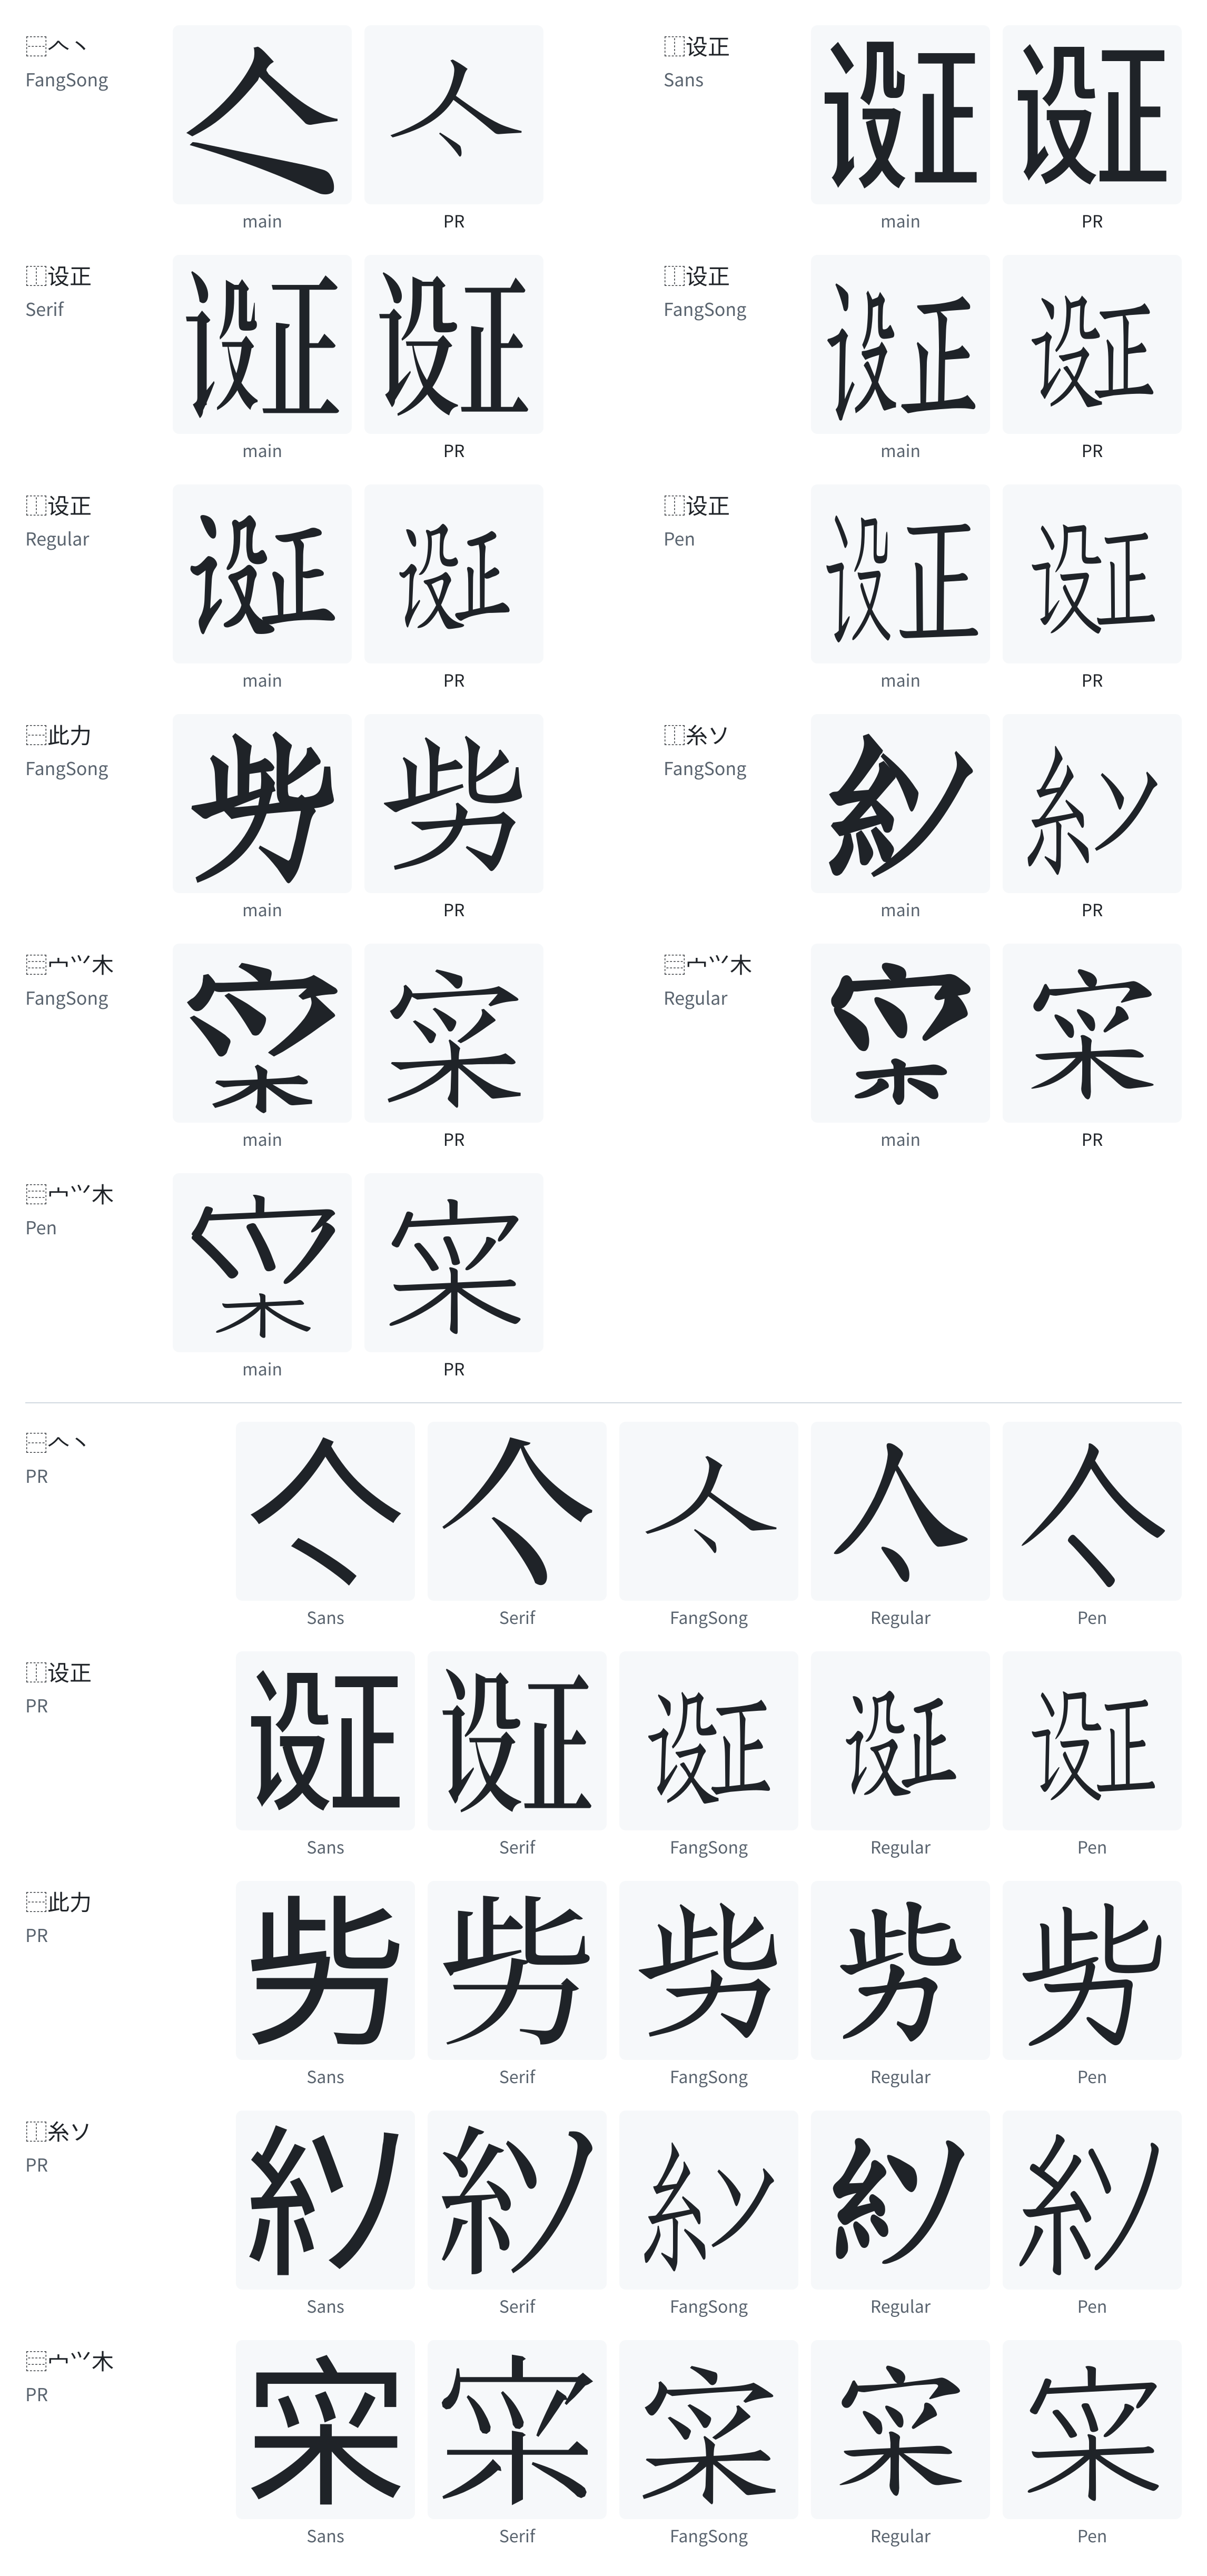 ⿱𠆢丶
FangSong
main
PR
⿰设正
Sans
main
PR
⿰设正
Serif
main
PR
⿰设正
FangSong
main
PR
⿰设正
Regular
main
PR
⿰设正
Pen
main
PR
⿱此力
FangSong
main
PR
⿰糸ソ
FangSong
main
PR
⿳宀⺍木
FangSong
main
PR
⿳宀⺍木
Regular
main
PR
⿳宀⺍木
Pen
main
PR
⿱𠆢丶
PR
Sans
Serif
FangSong
Regular
Pen
⿰设正
PR
Sans
Serif
FangSong
Regular
Pen
⿱此力
PR
Sans
Serif
FangSong
Regular
Pen
⿰糸ソ
PR
Sans
Serif
FangSong
Regular
Pen
⿳宀⺍木
PR
Sans
Serif
FangSong
Regular
Pen